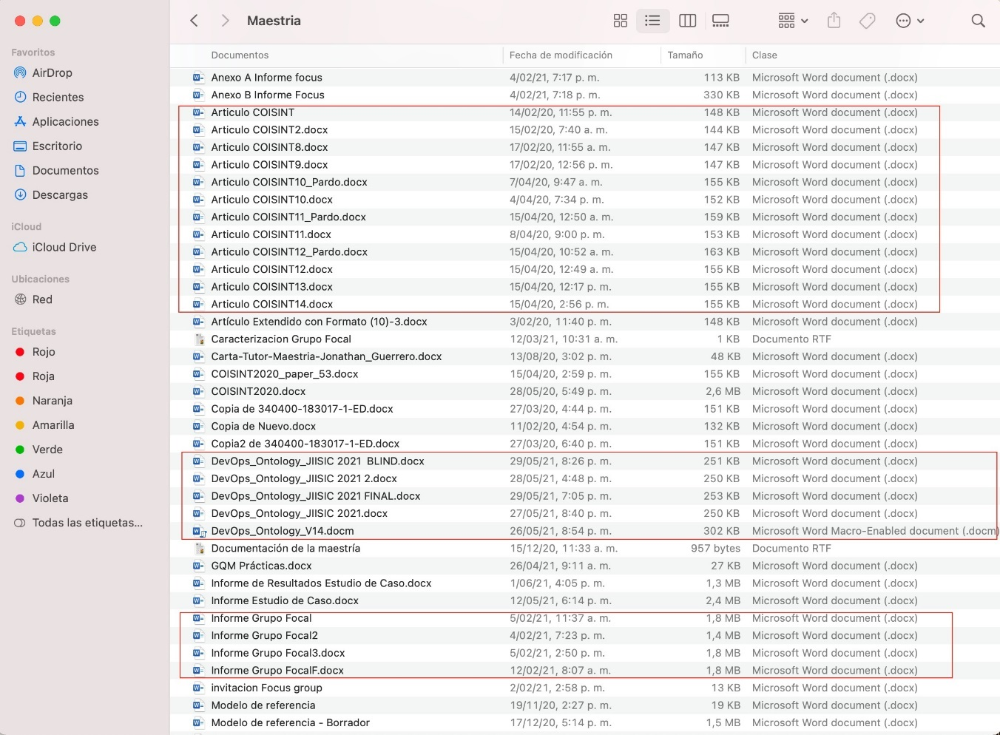 Maestria
Favoritos
AirDrop
Recientes
Aplicaciones
Escritorio
Documentos
Descargas
iCloud
iCloud Drive
Ubicaciones
Red
Etiquetas
Rojo
Roja
Naranja
Amarilla
Verde
Azul
Violeta
Todas las etiquetas...
Documentos Fecha de modificación Tamaño Clase
Anexo A Informe focus 4/02/21, 7:17 p. m. 113 KB Microsoft Word document (.docx)
Anexo B Informe Focus 4/02/21, 7:18 p. m. 330 KB Microsoft Word document (.docx)
Articulo COISINT 14/02/20, 11:55 p. m. 148 KB Microsoft Word document (.docx)
Articulo COISINT2.docx 15/02/20, 7:40 a. m. 144 KB Microsoft Word document (.docx)
Articulo COISINT8.docx 17/02/20, 11:55 a. m. 147 KB Microsoft Word document (.docx)
Articulo COISINT9.docx 17/02/20, 12:56 p. m. 147 KB Microsoft Word document (.docx)
Articulo COISINT10_Pardo.docx 7/04/20, 9:47 a. m. 155 KB Microsoft Word document (.docx)
Articulo COISINT10.docx 4/04/20, 7:34 p. m. 152 KB Microsoft Word document (.docx)
Articulo COISINT11_Pardo.docx 15/04/20, 12:50 a. m. 159 KB Microsoft Word document (.docx)
Articulo COISINT11.docx 8/04/20, 9:00 p. m. 153 KB Microsoft Word document (.docx)
Articulo COISINT12_Pardo.docx 15/04/20, 10:52 a. m. 163 KB Microsoft Word document (.docx)
Articulo COISINT12.docx 15/04/20, 12:49 a. m. 155 KB Microsoft Word document (.docx)
Articulo COISINT13.docx 15/04/20, 12:17 p. m. 155 KB Microsoft Word document (.docx)
Articulo COISINT14.docx 15/04/20, 2:56 p. m. 155 KB Microsoft Word document (.docx)
Artículo Extendido con Formato (10)-3.docx 3/02/20, 11:40 p. m. 148 KB Microsoft Word document (.docx)
Caracterizacion Grupo Focal 12/03/21, 10:31 a. m. 1 KB Documento RTF
Carta-Tutor-Maestria-Jonathan_Guerrero.docx 13/08/20, 3:02 p. m. 48 KB Microsoft Word document (.docx)
COISINT2020_paper_53.docx 15/04/20, 2:59 p. m. 155 KB Microsoft Word document (.docx)
COISINT2020.docx 28/05/20, 5:49 p. m. 2,6 MB Microsoft Word document (.docx)
Copia de 340400-183017-1-ED.docx 27/03/20, 4:44 p. m. 151 KB Microsoft Word document (.docx)
Copia de Nuevo.docx 11/02/20, 4:54 p. m. 132 KB Microsoft Word document (.docx)
Copia2 de 340400-183017-1-ED.docx 27/03/20, 6:40 p. m. 151 KB Microsoft Word document (.docx)
DevOps_Ontology_JIISIC 2021  BLIND.docx 29/05/21, 8:26 p. m. 251 KB Microsoft Word document (.docx)
DevOps_Ontology_JIISIC 2021 2.docx 28/05/21, 4:48 p. m. 250 KB Microsoft Word document (.docx)
DevOps_Ontology_JIISIC 2021 FINAL.docx 29/05/21, 7:05 p. m. 253 KB Microsoft Word document (.docx)
DevOps_Ontology_JIISIC 2021.docx 27/05/21, 8:40 p. m. 250 KB Microsoft Word document (.docx)
DevOps_Ontology_V14.docm 26/05/21, 8:54 p. m. 302 KB Microsoft Word Macro-Enabled document (.docm)
Documentación de la maestría 15/12/20, 11:33 a. m. 957 bytes Documento RTF
GQM Prácticas.docx 26/04/21, 9:11 a. m. 27 KB Microsoft Word document (.docx)
Informe de Resultados Estudio de Caso.docx 1/06/21, 4:05 p. m. 1,3 MB Microsoft Word document (.docx)
Informe Estudio de Caso.docx 12/05/21, 6:14 p. m. 2,4 MB Microsoft Word document (.docx)
Informe Grupo Focal 5/02/21, 11:37 a. m. 1,8 MB Microsoft Word document (.docx)
Informe Grupo Focal2 4/02/21, 7:23 p. m. 1,4 MB Microsoft Word document (.docx)
Informe Grupo Focal3.docx 5/02/21, 2:50 p. m. 1,8 MB Microsoft Word document (.docx)
Informe Grupo FocalF.docx 12/02/21, 8:07 a. m. 1,8 MB Microsoft Word document (.docx)
invitacion Focus group 2/02/21, 2:58 p. m. 13 KB Microsoft Word document (.docx)
Modelo de referencia 19/11/20, 2:27 p. m. 19 KB Microsoft Word document (.docx)
Modelo de referencia - Borrador 17/12/20, 5:14 p. m. 1,5 MB Microsoft Word document (.docx)